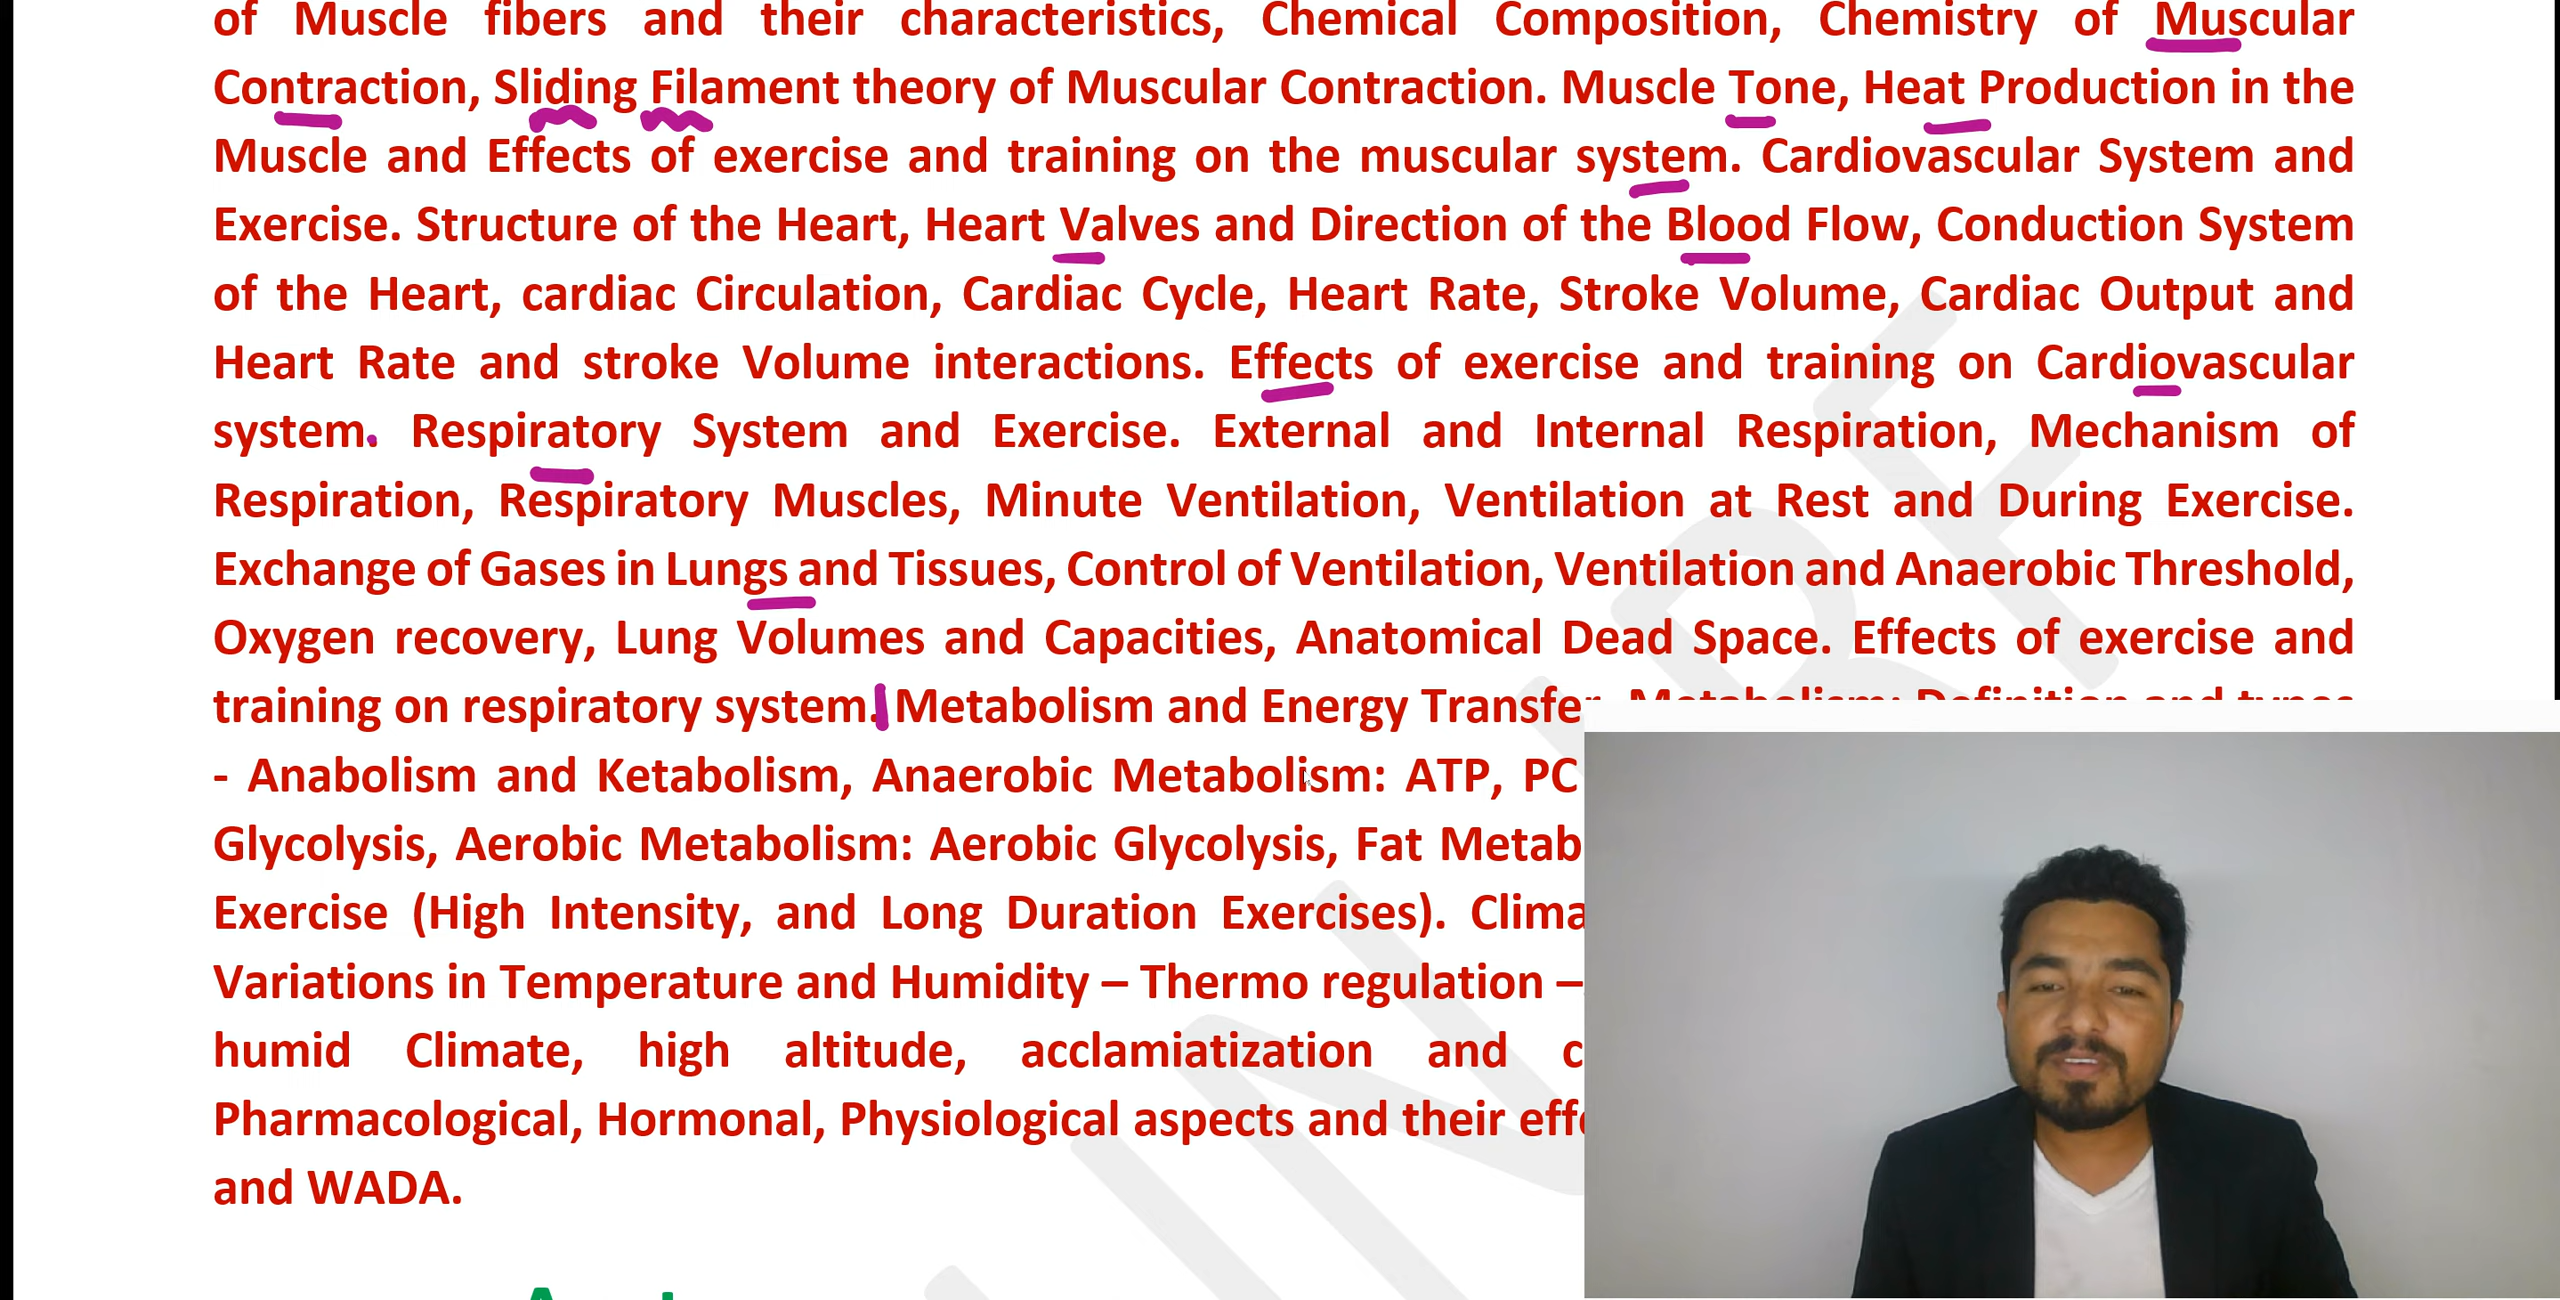 of Muscle fibers and their characteristics, Chemical Composition, Chemistry of Muscular
Contraction, Sliding Filament theory of Muscular Contraction. Muscle Tone, Heat Production in the
Muscle and Effects of exercise and training on the muscular system. Cardiovascular System and
Exercise. Structure of the Heart, Heart Valves and Direction of the Blood Flow, Conduction System
of the Heart, cardiac Circulation, Cardiac Cycle, Heart Rate, Stroke Volume, Cardiac Output and
Heart Rate and stroke Volume interactions. Effects of exercise and training on Cardiovascular
system. Respiratory System and Exercise. External and Internal Respiration, Mechanism of
Respiration, Respiratory Muscles, Minute Ventilation, Ventilation at Rest and During Exercise.
Exchange of Gases in Lungs and Tissues, Control of Ventilation, Ventilation and Anaerobic Threshold,
Oxygen recovery, Lung Volumes and Capacities, Anatomical Dead Space. Effects of exercise and
training on respiratory system. Metabolism and Energy Transfer. Metabolism: Definition and types
- Anabolism and Ketabolism, Anaerobic Metabolism: ATP, PC
Glycolysis, Aerobic Metabolism: Aerobic Glycolysis, Fat Metab
Exercise (High Intensity, and Long Duration Exercises). Clima
Variations in Temperature and Humidity – Thermo regulation –
humid Climate, high altitude, acclamiatization and c
Pharmacological, Hormonal, Physiological aspects and their effe
and WADA.